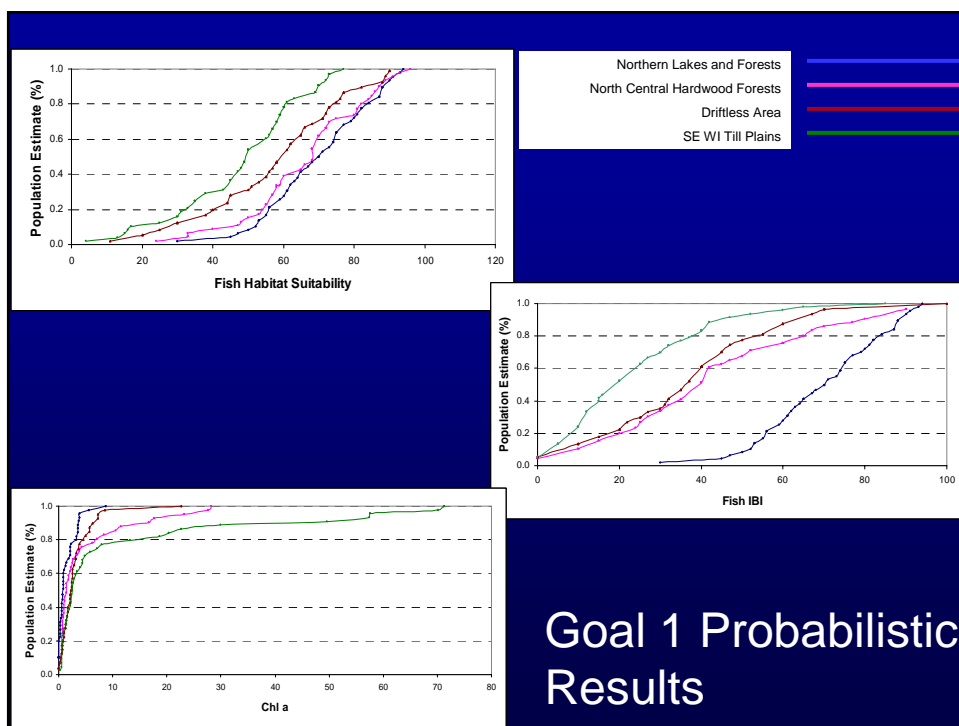 Northern Lakes and Forests
North Central Hardwood Forests
Driftless Area
SE WI Till Plains
Population Estimate (%)
1.0
0.8
0.6
0.4
0.2
0.0
0 20 40 60 80 100 120
Fish Habitat Suitability
Population Estimate (%)
1.0
0.8
0.6
0.4
0.2
0.0
0 20 40 60 80 100
Fish IBI
Population Estimate (%)
1.0
0.8
0.6
0.4
0.2
0.0
0 10 20 30 40 50 60 70 80
Chl a
Goal 1 Probabilistic
Results